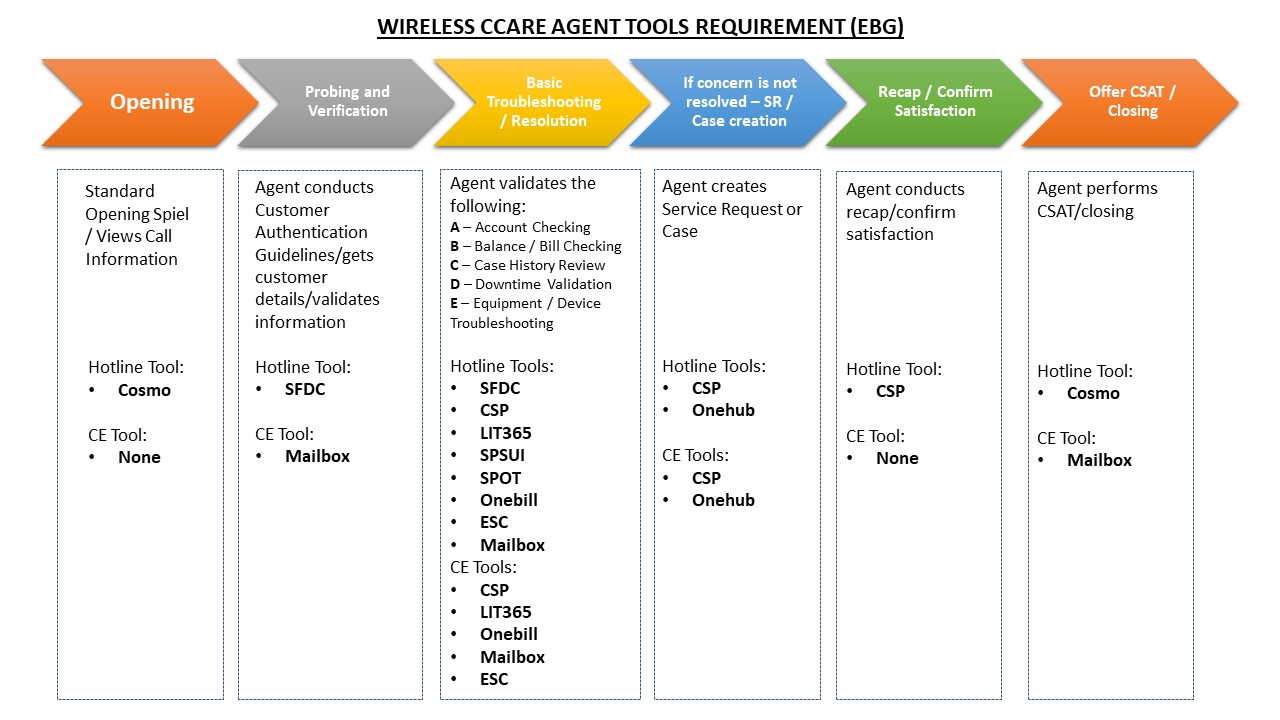 WIRELESS CCARE AGENT TOOLS REQUIREMENT (EBG)
Opening
Probing and
Verification
Basic
Troubleshooting
/ Resolution
If concern is not
resolved – SR /
Case creation
Recap / Confirm
Satisfaction
Offer CSAT /
Closing
Standard
Opening Spiel
/ Views Call
Information
Hotline Tool:
• Cosmo
CE Tool:
• None
Agent conducts
Customer
Authentication
Guidelines/gets
customer
details/validates
information
Hotline Tool:
• SFDC
CE Tool:
• Mailbox
Agent validates the
following:
A – Account Checking
B – Balance / Bill Checking
C – Case History Review
D – Downtime Validation
E – Equipment / Device
Troubleshooting
Hotline Tools:
• SFDC
• CSP
• LIT365
• SPSUI
• SPOT
• Onebill
• ESC
• Mailbox
CE Tools:
• CSP
• LIT365
• Onebill
• Mailbox
• ESC
Agent creates
Service Request or
Case
Hotline Tools:
• CSP
• Onehub
CE Tools:
• CSP
• Onehub
Agent conducts
recap/confirm
satisfaction
Hotline Tool:
• CSP
CE Tool:
• None
Agent performs
CSAT/closing
Hotline Tool:
• Cosmo
CE Tool:
• Mailbox